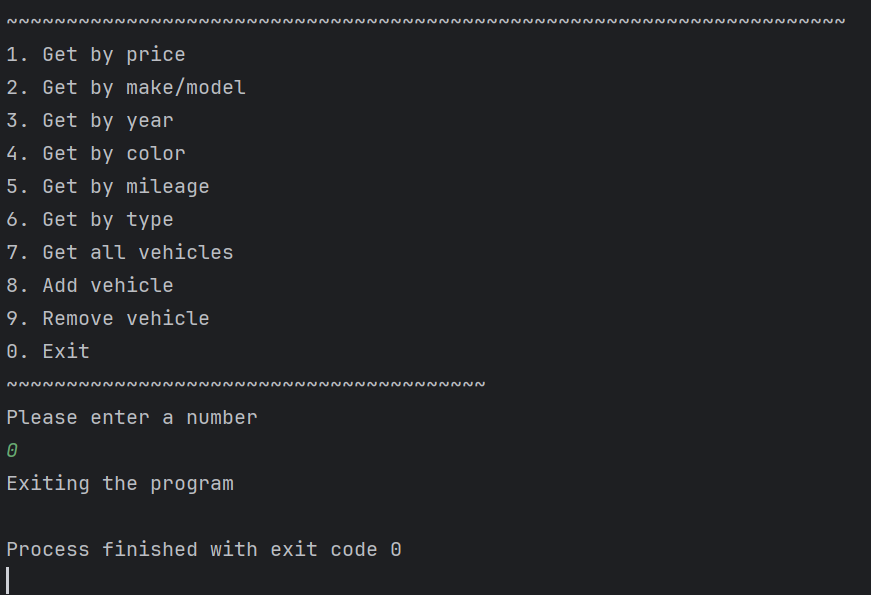 ~~~~~~~~~~~~~~~~~~~~~~~~~~~~~~~~~~~~~~~~~~~~~~~~~~~~~~~~~~~~~~~~~~~~~~
1. Get by price
2. Get by make/model
3. Get by year
4. Get by color
5. Get by mileage
6. Get by type
7. Get all vehicles
8. Add vehicle
9. Remove vehicle
0. Exit
~~~~~~~~~~~~~~~~~~~~~~~~~~~~~~~~~~~~~~~~
Please enter a number
0
Exiting the program

Process finished with exit code 0